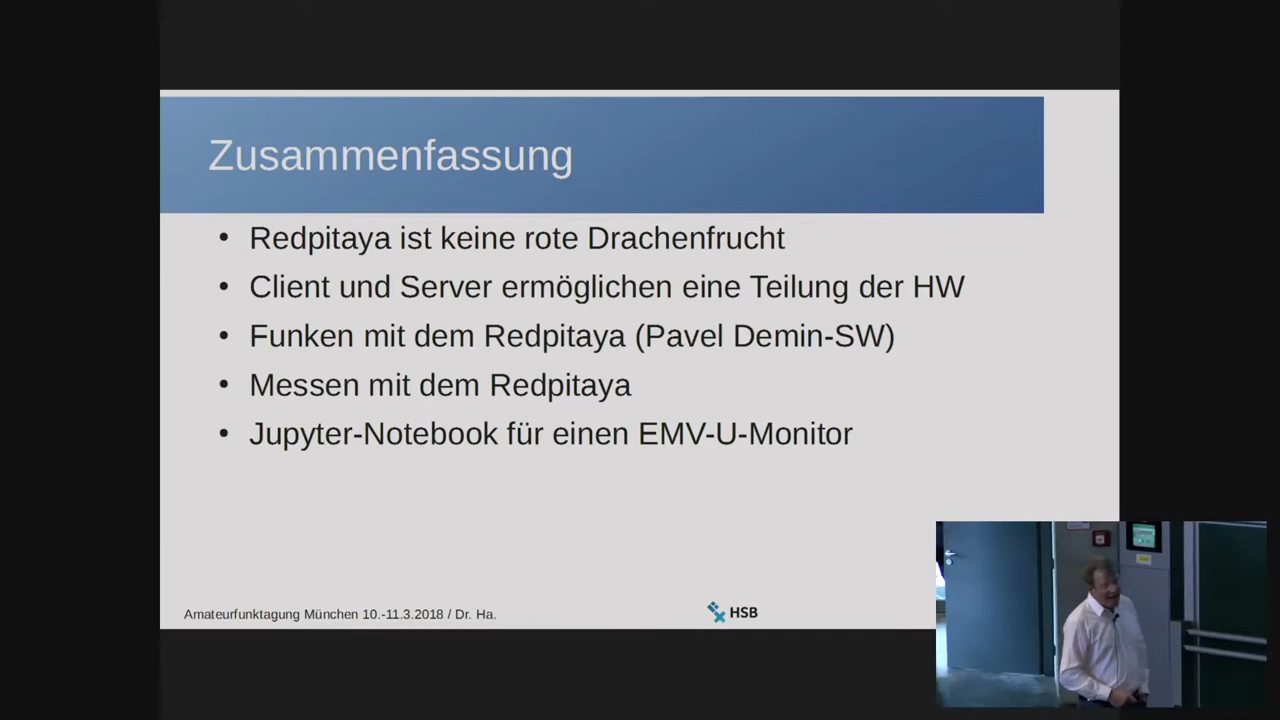 Zusammenfassung
• Redpitaya ist keine rote Drachenfrucht
• Client und Server ermöglichen eine Teilung der HW
• Funken mit dem Redpitaya (Pavel Demin-SW)
• Messen mit dem Redpitaya
• Jupyter-Notebook für einen EMV-U-Monitor
Amateurfunktagung München 10.-11.3.2018 / Dr. Ha.
HSB